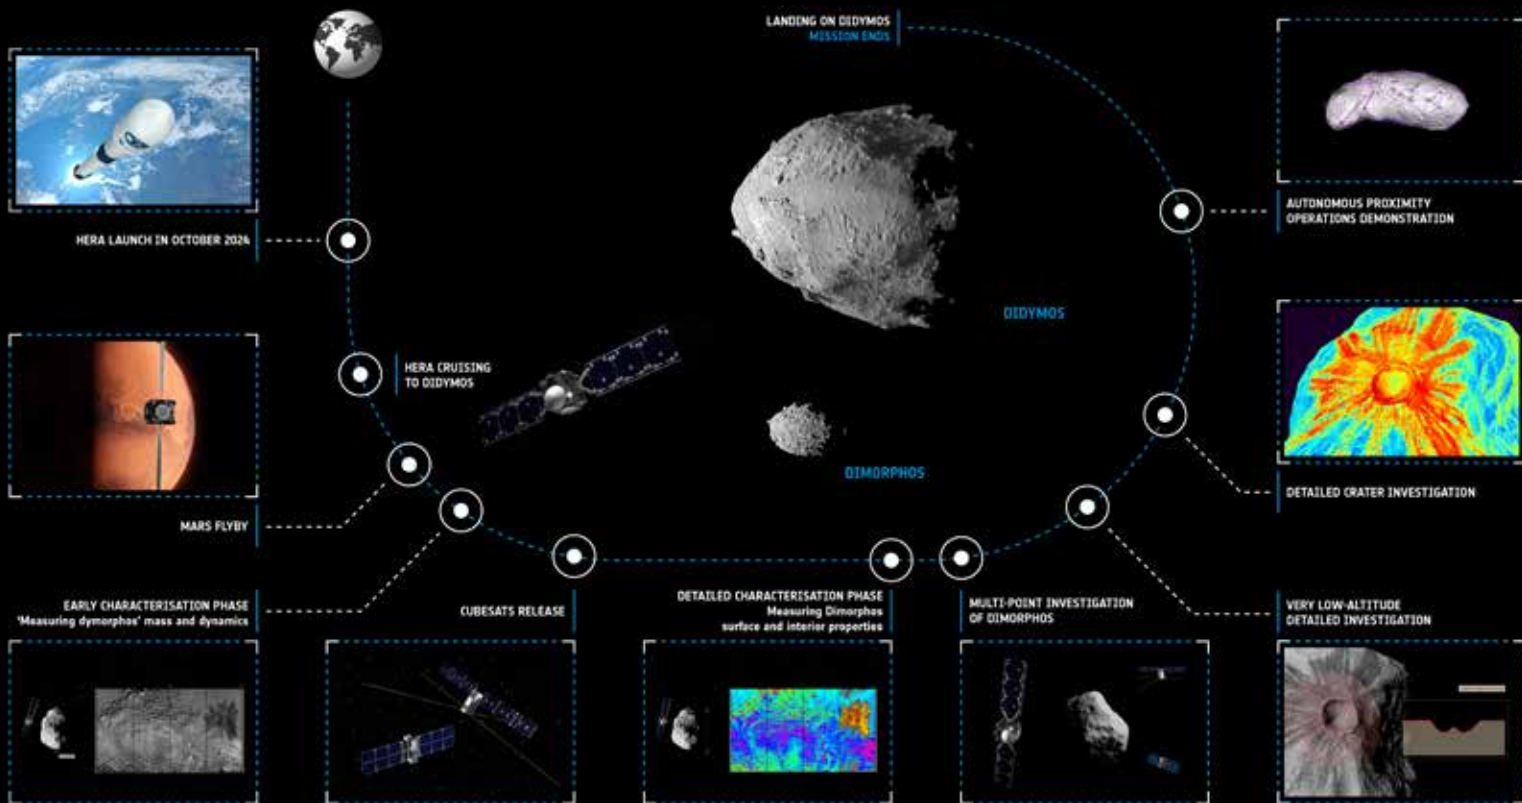 LANDING ON DIDYMOS
MISSION ENDS
HERA LAUNCH IN OCTOBER 2024
AUTONOMOUS PROXIMITY
OPERATIONS DEMONSTRATION
DIDYMOS
HERA CRUISING
TO DIDYMOS
DIMORPHOS
DETAILED CRATER INVESTIGATION
MARS FLYBY
EARLY CHARACTERISATION PHASE
'Measuring dymorphos' mass and dynamics
CUBESATS RELEASE
DETAILED CHARACTERISATION PHASE
Measuring Dimorphos
surface and interior properties
MULTI-POINT INVESTIGATION
OF DIMORPHOS
VERY LOW-ALTITUDE
DETAILED INVESTIGATION